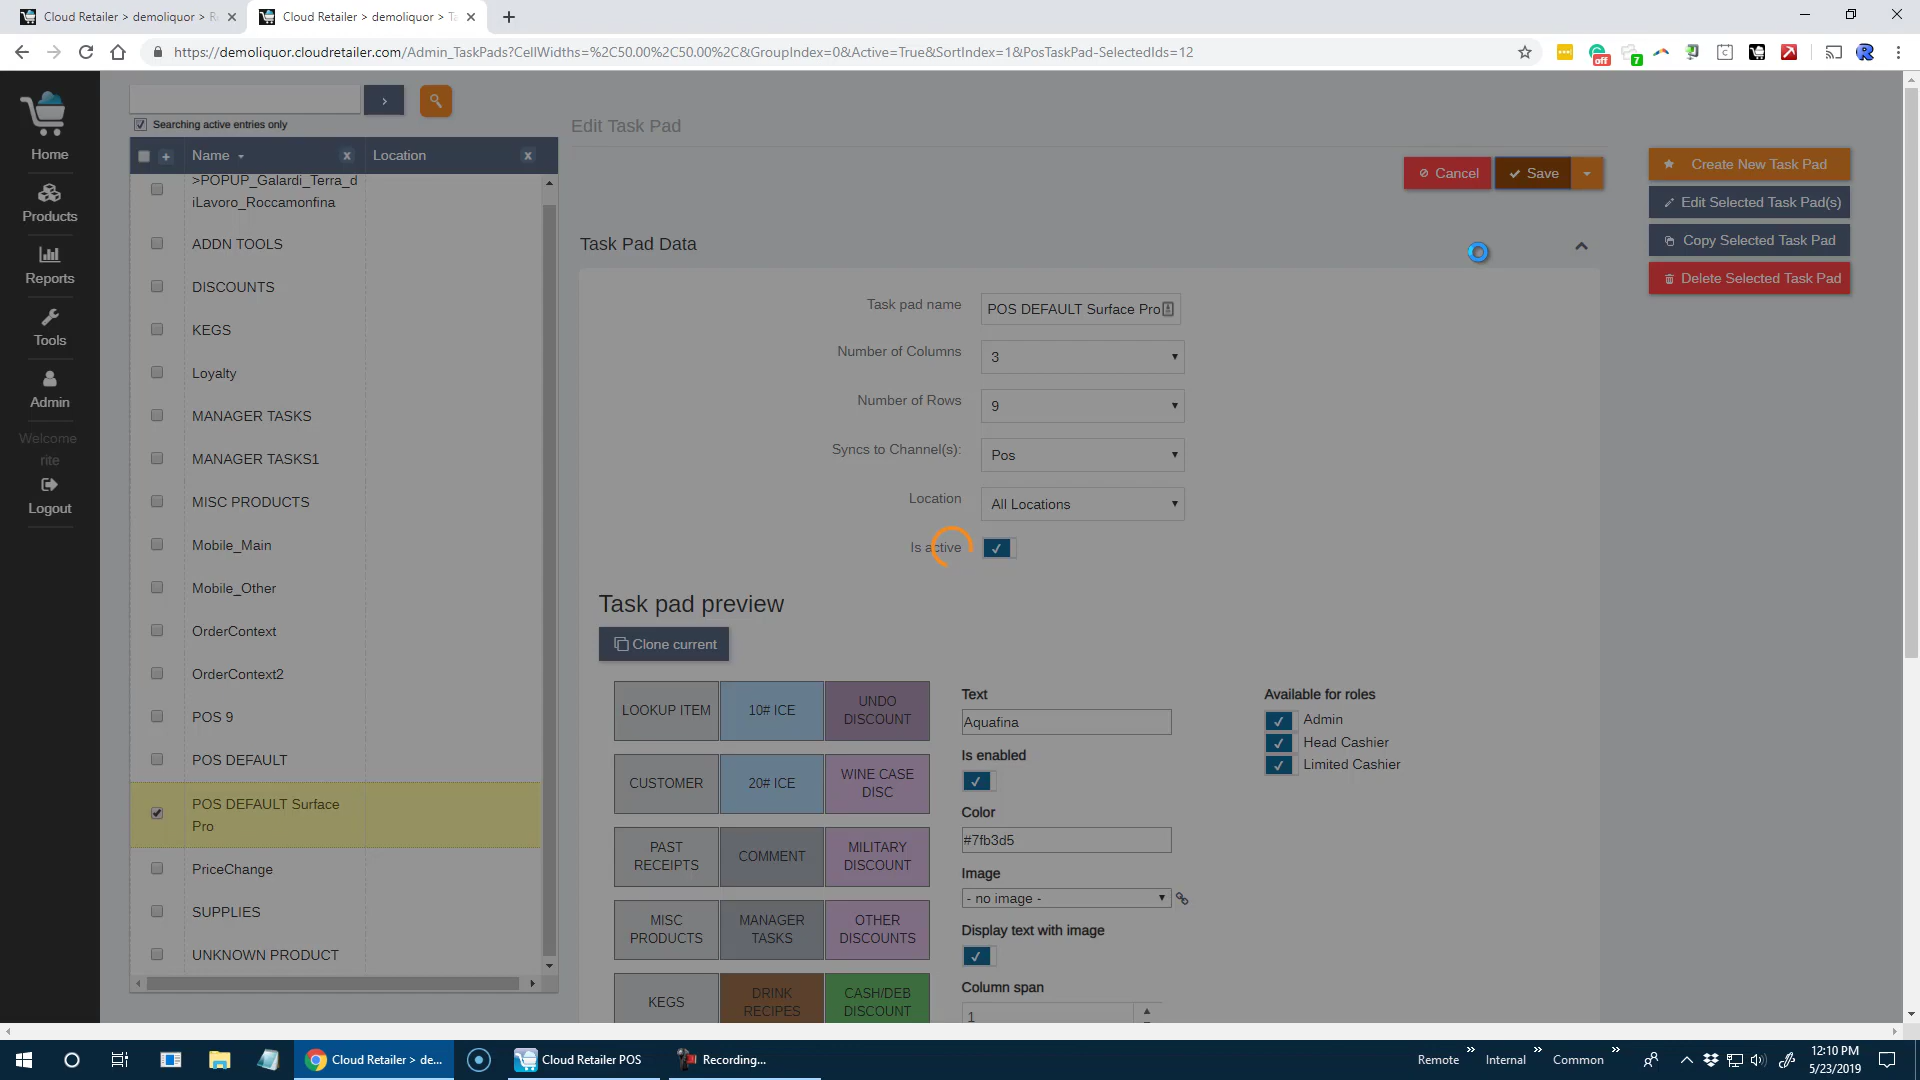 Cloud Retailer > demoliquor > R
Cloud Retailer > demoliquor > Ta
https://demoliquor.cloudretailer.com/Admin_TaskPads?CellWidths=%2C50.00%2C50.00%2C&GroupIndex=0&Active=True&SortIndex=1&PosTaskPad-SelectedIds=12
off
7
Home
Products
Reports
Tools
Admin
Welcome
rite
Logout
Searching active entries only
Name
Location
>POPUP_Galardi_Terra_d
iLavoro_Roccamonfina
ADDN TOOLS
DISCOUNTS
KEGS
Loyalty
MANAGER TASKS
MANAGER TASKS1
MISC PRODUCTS
Mobile_Main
Mobile_Other
OrderContext
OrderContext2
POS 9
POS DEFAULT
POS DEFAULT Surface
Pro
PriceChange
SUPPLIES
UNKNOWN PRODUCT
Edit Task Pad
Cancel
Save
Create New Task Pad
Edit Selected Task Pad(s)
Copy Selected Task Pad
Delete Selected Task Pad
Task Pad Data
Task pad name
POS DEFAULT Surface Pro
Number of Columns
3
Number of Rows
9
Syncs to Channel(s):
Pos
Location
All Locations
Is active
Task pad preview
Clone current
LOOKUP ITEM
10# ICE
UNDO
DISCOUNT
CUSTOMER
20# ICE
WINE CASE
DISC
PAST
RECEIPTS
COMMENT
MILITARY
DISCOUNT
MISC
PRODUCTS
MANAGER
TASKS
OTHER
DISCOUNTS
KEGS
DRINK
RECIPES
CASH/DEB
DISCOUNT
Text
Aquafina
Is enabled
Color
#7fb3d5
Image
- no image -
Display text with image
Column span
1
Available for roles
Admin
Head Cashier
Limited Cashier
Cloud Retailer > de...
Cloud Retailer POS
Recording...
Remote
Internal
Common
12:10 PM
5/23/2019